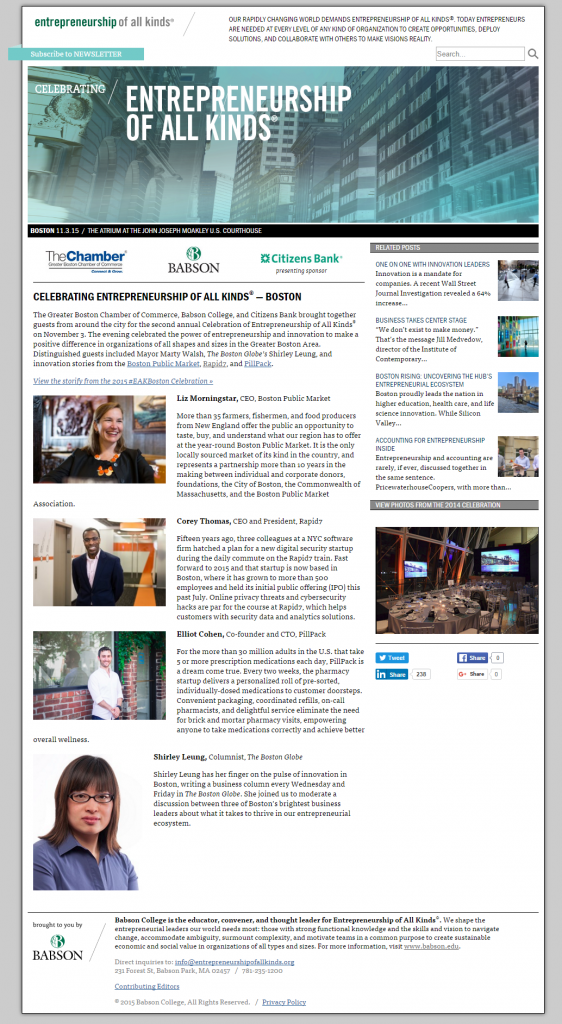 entrepreneurship of all kinds®
OUR RAPIDLY CHANGING WORLD DEMANDS ENTREPRENEURSHIP OF ALL KINDS®. TODAY ENTREPRENEURS
ARE NEEDED AT EVERY LEVEL OF ANY KIND OF ORGANIZATION TO CREATE OPPORTUNITIES, DEPLOY
SOLUTIONS, AND COLLABORATE WITH OTHERS TO MAKE VISIONS REALITY.
Subscribe to NEWSLETTER
Search...
CELEBRATING
ENTREPRENEURSHIP
OF ALL KINDS®
BOSTON 11.3.15 / THE ATRIUM AT THE JOHN JOSEPH MOAKLEY U.S. COURTHOUSE
TheChamber
Greater Boston Chamber of Commerce
Connect & Grow.
BABSON
Citizens Bank
presenting sponsor
CELEBRATING ENTREPRENEURSHIP OF ALL KINDS® — BOSTON
The Greater Boston Chamber of Commerce, Babson College, and Citizens Bank brought together
guests from around the city for the second annual Celebration of Entrepreneurship of All Kinds®
on November 3. The evening celebrated the power of entrepreneurship and innovation to make a
positive difference in organizations of all shapes and sizes in the Greater Boston Area.
Distinguished guests included Mayor Marty Walsh, The Boston Globe's Shirley Leung, and
innovation stories from the Boston Public Market, Rapid7, and PillPack.
View the storify from the 2015 #EAKBoston Celebration »
Liz Morningstar, CEO, Boston Public Market
More than 35 farmers, fishermen, and food producers
from New England offer the public an opportunity to
taste, buy, and understand what our region has to offer
at the year-round Boston Public Market. It is the only
locally sourced market of its kind in the country, and
represents a partnership more than 10 years in the
making between individual and corporate donors,
foundations, the City of Boston, the Commonwealth of
Massachusetts, and the Boston Public Market
Association.
Corey Thomas, CEO and President, Rapid7
Fifteen years ago, three colleagues at a NYC software
firm hatched a plan for a new digital security startup
during the daily commute on the Rapid7 train. Fast
forward to 2015 and that startup is now based in
Boston, where it has grown to more than 500
employees and held its initial public offering (IPO) this
past July. Online privacy threats and cybersecurity
hacks are par for the course at Rapid7, which helps
customers with security data and analytics solutions.
Elliot Cohen, Co-founder and CTO, PillPack
For the more than 30 million adults in the U.S. that take
5 or more prescription medications each day, PillPack is
a dream come true. Every two weeks, the pharmacy
startup delivers a personalized roll of pre-sorted,
individually-dosed medications to customer doorsteps.
Convenient packaging, coordinated refills, on-call
pharmacists, and delightful service eliminate the need
for brick and mortar pharmacy visits, empowering
anyone to take medications correctly and achieve better
overall wellness.
Shirley Leung, Columnist, The Boston Globe
Shirley Leung has her finger on the pulse of innovation in
Boston, writing a business column every Wednesday and
Friday in The Boston Globe. She joined us to moderate a
discussion between three of Boston's brightest business
leaders about what it takes to thrive in our entrepreneurial
ecosystem.
RELATED POSTS
ONE ON ONE WITH INNOVATION LEADERS
Innovation is a mandate for
companies. A recent Wall Street
Journal Investigation revealed a 64%
increase...
BUSINESS TAKES CENTER STAGE
"We don't exist to make money."
That's the message Jill Medvedow,
director of the Institute of
Contemporary...
BOSTON RISING: UNCOVERING THE HUB'S
ENTREPRENEURIAL ECOSYSTEM
Boston proudly leads the nation in
higher education, health care, and life
science innovation. While Silicon
Valley...
ACCOUNTING FOR ENTREPRENEURSHIP
INSIDE
Entrepreneurship and accounting are
rarely, if ever, discussed together in
the same sentence.
PricewaterhouseCoopers, with more than...
VIEW PHOTOS FROM THE 2014 CELEBRATION
Tweet
Share 0
Share 238
Share 0
brought to you by
BABSON
Babson College is the educator, convener, and thought leader for Entrepreneurship of All Kinds®. We shape the
entrepreneurial leaders our world needs most: those with strong functional knowledge and the skills and vision to navigate
change, accommodate ambiguity, surmount complexity, and motivate teams in a common purpose to create sustainable
economic and social value in organizations of all types and sizes. For more information, visit www.babson.edu.
Direct inquiries to: info@entrepreneurshipofallkinds.org
231 Forest St, Babson Park, MA 02457 / 781-235-1200
Contributing Editors
© 2015 Babson College, All Rights Reserved. / Privacy Policy